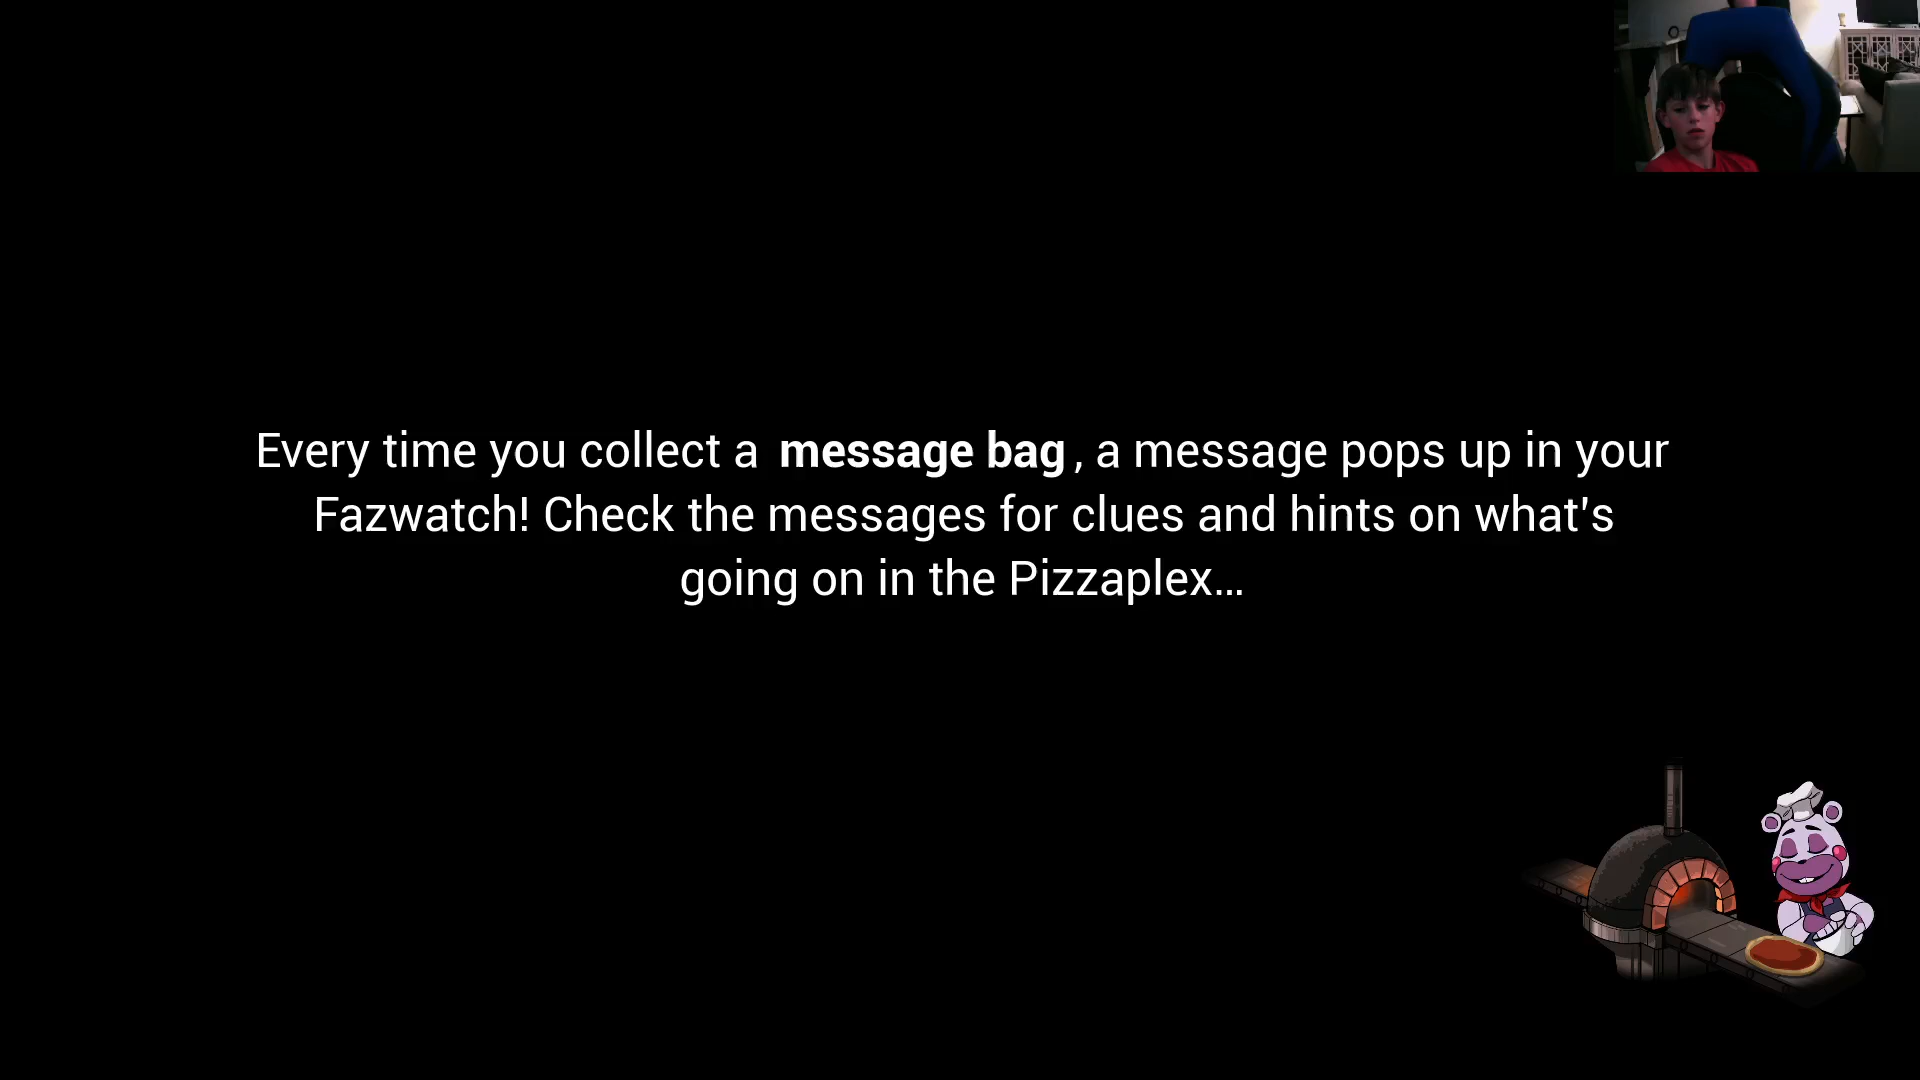 Every time you collect a message bag, a message pops up in your
Fazwatch! Check the messages for clues and hints on what's
going on in the Pizzaplex...